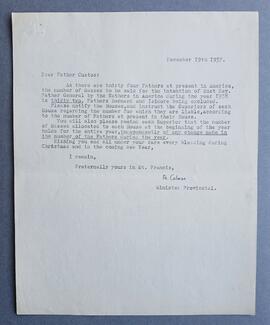 November 19th 1937.
Dear Father Custos:
As there are thirty four Fathers at present in America,
the number of Masses to be said for the intention of Most Rev.
Father General by the Fathers in America during the year 1938
is thirty two, Fathers Bernard and Isidore being excluded.
Please notify the Houses, and instruct the Superiors of each
House regarding the number for which they are liable, according
to the number of Fathers at present in their House.
You will also please remind each Superior that the number
of Masses allocated to each House at the beginning of the year
holds for the entire year, independently of any change made in
the number of the Fathers during the year.
Wishing you and all under your care every Blessing during
Christmas and in the coming New Year,
I remain,
Fraternally yours in St. Francis,
Fr. Colman
Minister Provincial.